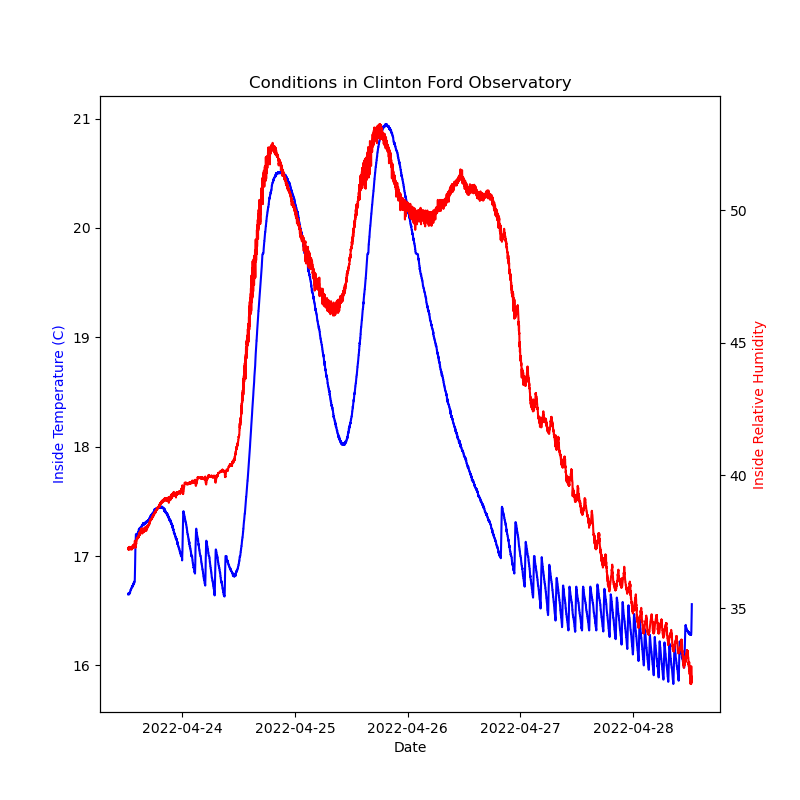 Conditions in Clinton Ford Observatory
21
20
19
18
17
16
Inside Temperature (C)
50
45
40
35
Inside Relative Humidity
2022-04-24 2022-04-25 2022-04-26 2022-04-27 2022-04-28
Date